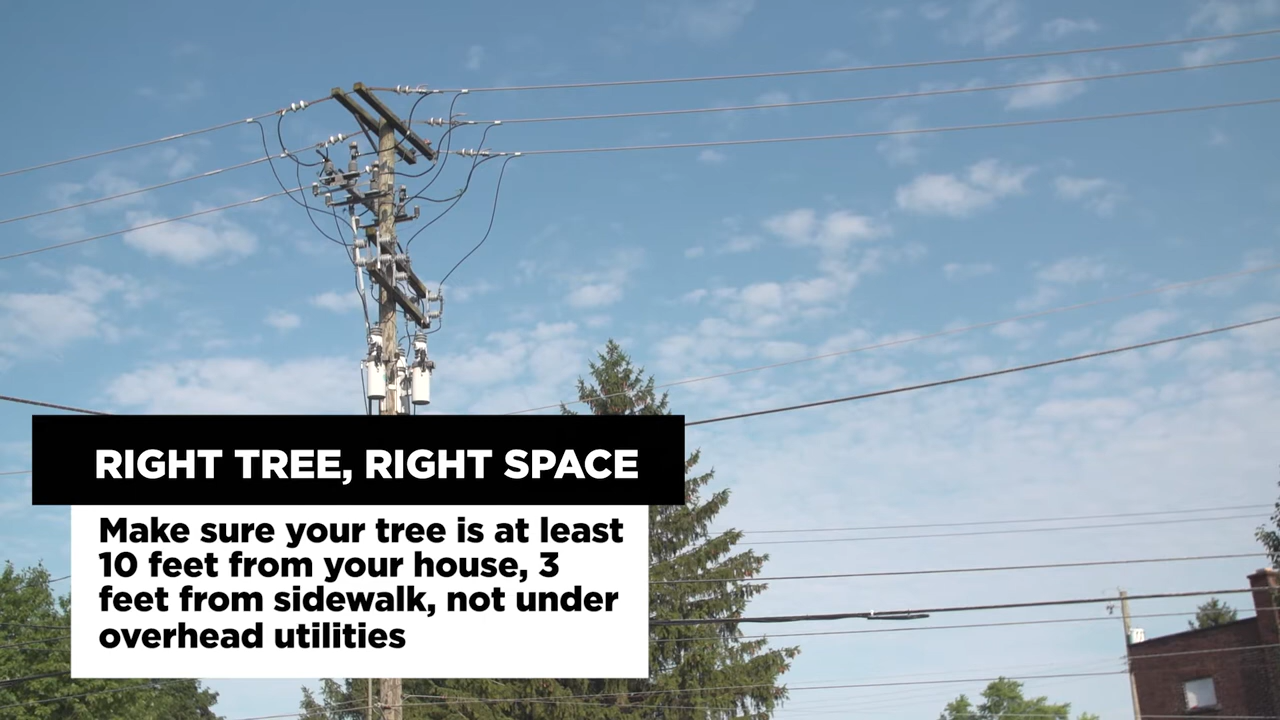 RIGHT TREE, RIGHT SPACE
Make sure your tree is at least
10 feet from your house, 3
feet from sidewalk, not under
overhead utilities